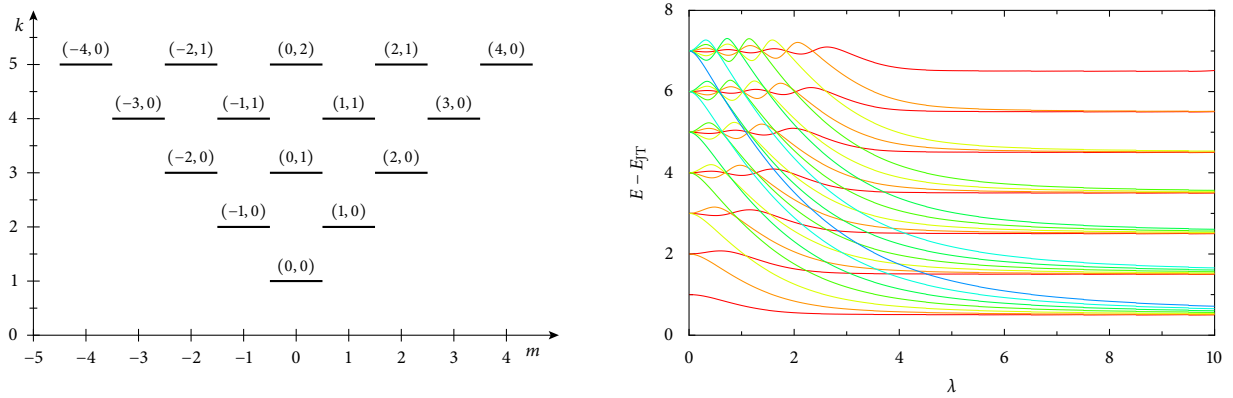 k
(−4, 0) (−2, 1) (0, 2) (2, 1) (4, 0)
5
(−3, 0) (−1, 1) (1, 1) (3, 0)
4
(−2, 0) (0, 1) (2, 0)
3
(−1, 0) (1, 0)
2
(0, 0)
1
0
−5 −4 −3 −2 −1 0 1 2 3 4 m
8
6
4
2
0
E − E_JT
0 2 4 6 8 10
λ